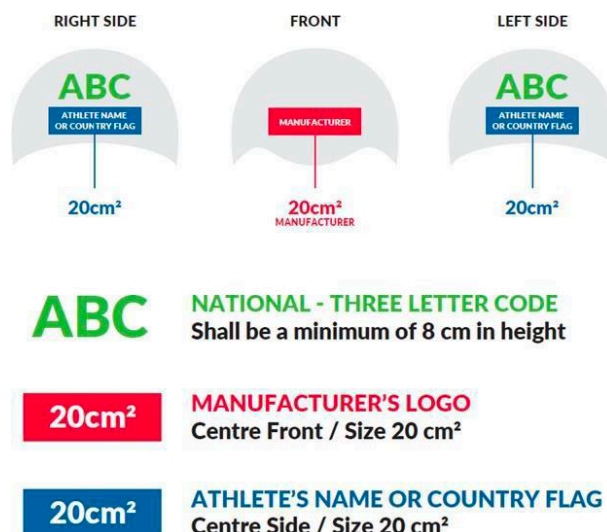 RIGHT SIDE
FRONT
LEFT SIDE
ABC
ATHLETE NAME
OR COUNTRY FLAG
20cm²
MANUFACTURER
20cm²
MANUFACTURER
ABC
ATHLETE NAME
OR COUNTRY FLAG
20cm²
ABC
NATIONAL - THREE LETTER CODE
Shall be a minimum of 8 cm in height
20cm²
MANUFACTURER'S LOGO
Centre Front / Size 20 cm²
20cm²
ATHLETE'S NAME OR COUNTRY FLAG
Centre Side / Size 20 cm²